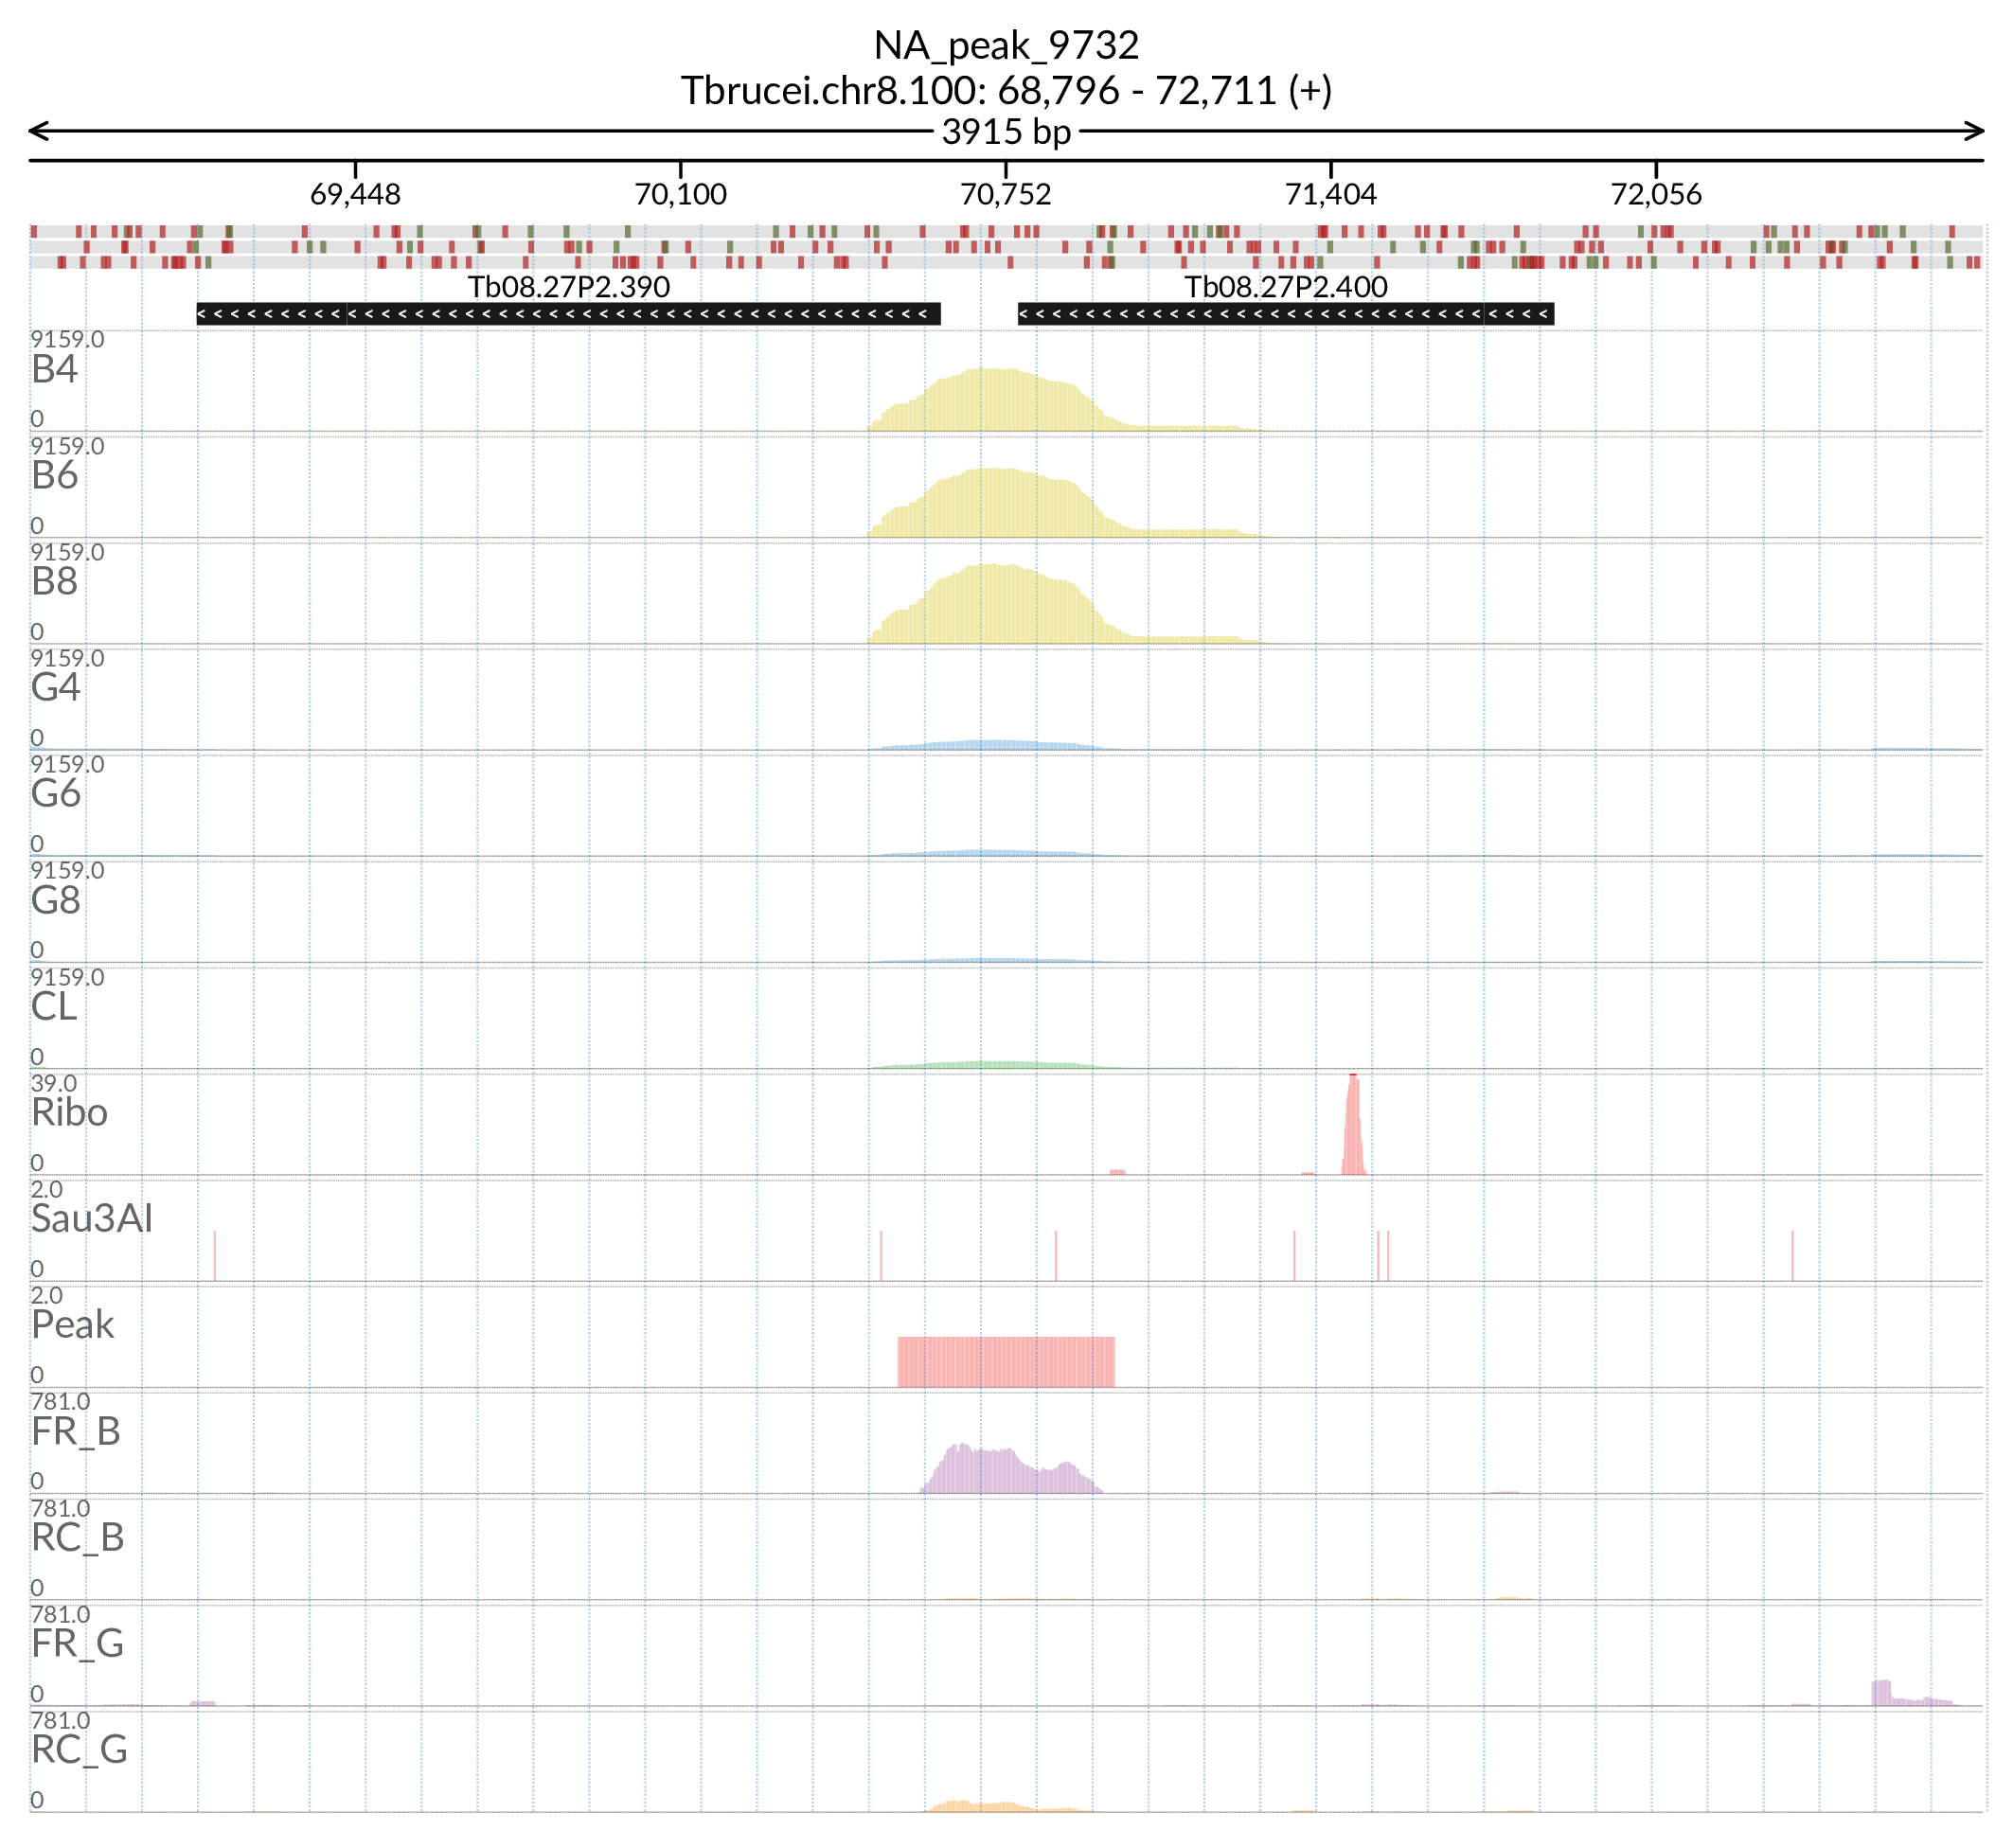 NA_peak_9732
Tbrucei.chr8.100: 68,796 - 72,711 (+)
3915 bp
69,448 70,100 70,752 71,404 72,056
Tb08.27P2.390 Tb08.27P2.400
9159.0
B4
0
9159.0
B6
0
9159.0
B8
0
9159.0
G4
0
9159.0
G6
0
9159.0
G8
0
9159.0
CL
0
39.0
Ribo
0
2.0
Sau3AI
0
2.0
Peak
0
781.0
FR_B
0
781.0
RC_B
0
781.0
FR_G
0
781.0
RC_G
0